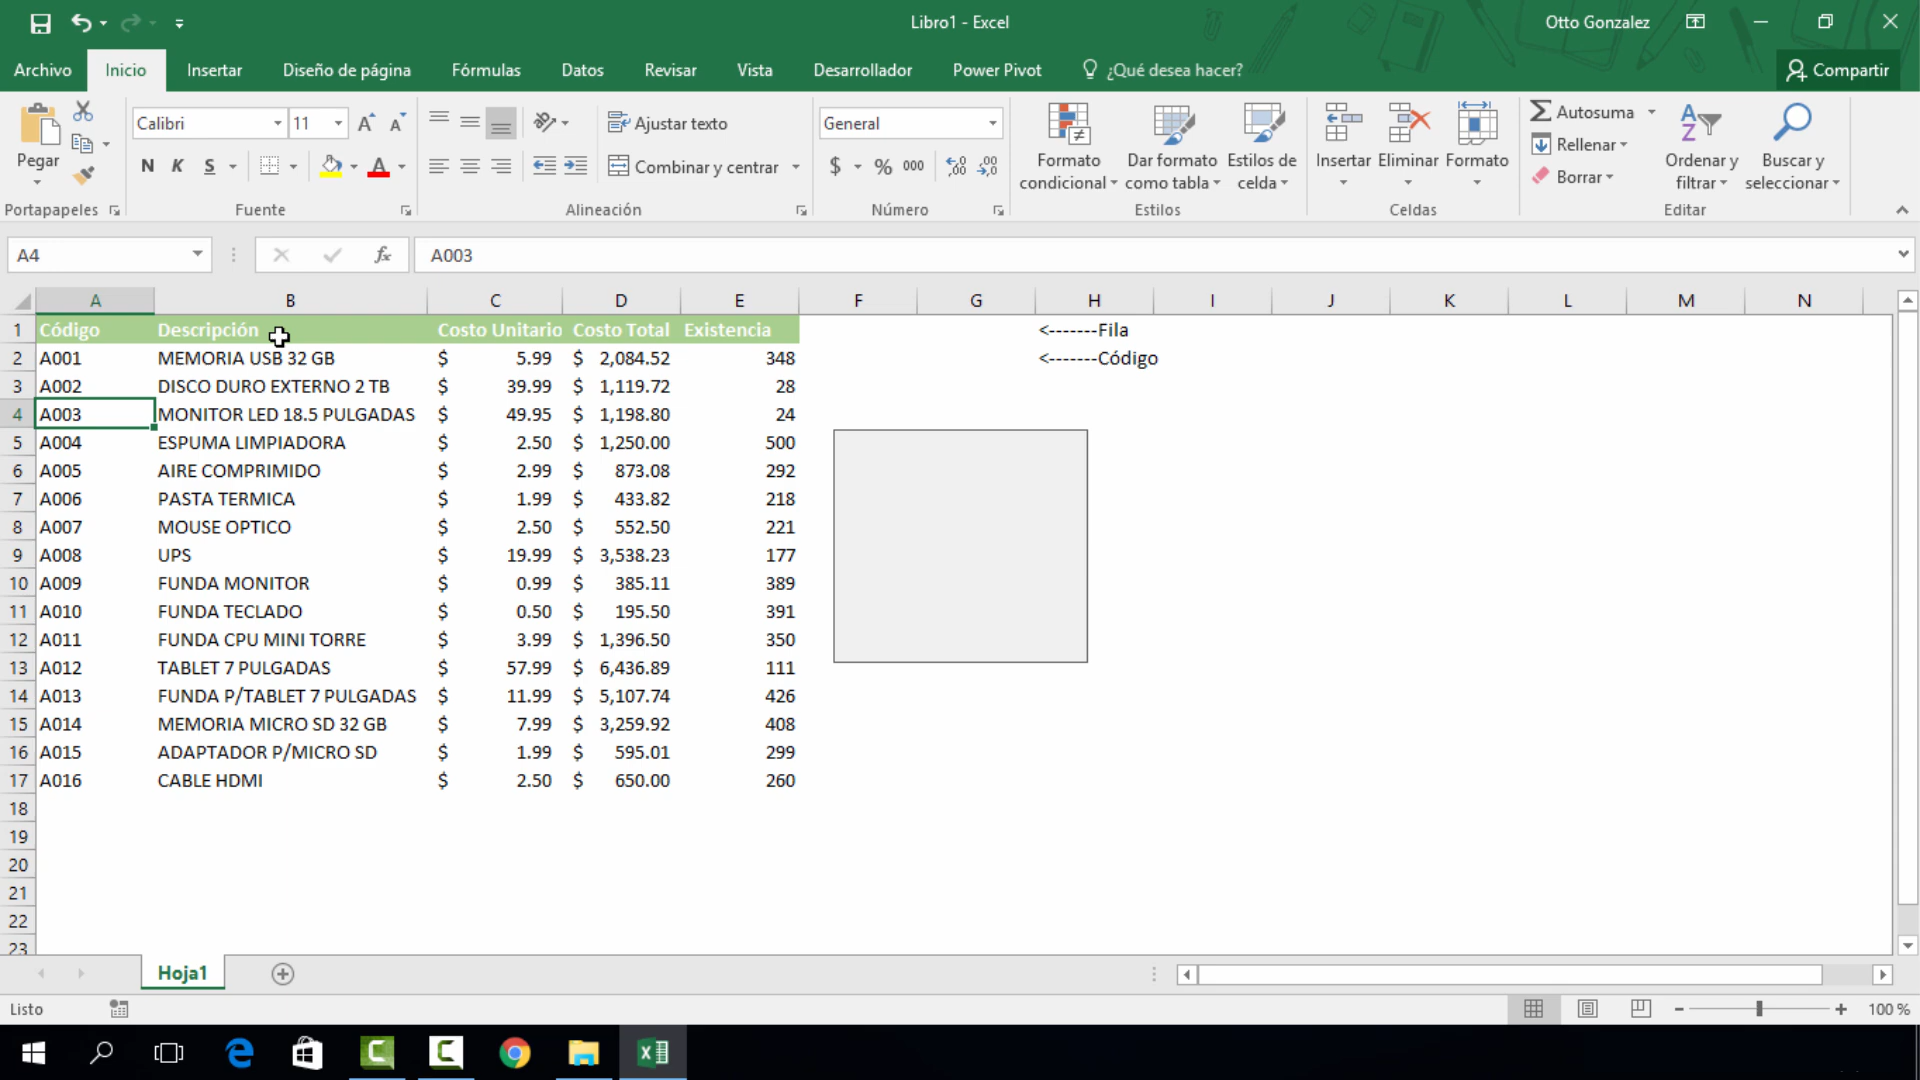 Libro1 - Excel
Otto Gonzalez
Archivo Inicio Insertar Diseño de página Fórmulas Datos Revisar Vista Desarrollador Power Pivot ¿Qué desea hacer? Compartir
Calibri 11 Ajustar texto General Autosuma
Rellenar
Pegar N K S A Combinar y centrar $ % 000 Formato condicional Dar formato como tabla Estilos de celda Insertar Eliminar Formato Borrar Ordenar y filtrar Buscar y seleccionar
Portapapeles Fuente Alineación Número Estilos Celdas Editar
A4 fx A003
A B C D E F G H I J K L M N
1 Código Descripción Costo Unitario Costo Total Existencia <-------Fila
2 A001 MEMORIA USB 32 GB $ 5.99 $ 2,084.52 348 <-------Código
3 A002 DISCO DURO EXTERNO 2 TB $ 39.99 $ 1,119.72 28
4 A003 MONITOR LED 18.5 PULGADAS $ 49.95 $ 1,198.80 24
5 A004 ESPUMA LIMPIADORA $ 2.50 $ 1,250.00 500
6 A005 AIRE COMPRIMIDO $ 2.99 $ 873.08 292
7 A006 PASTA TERMICA $ 1.99 $ 433.82 218
8 A007 MOUSE OPTICO $ 2.50 $ 552.50 221
9 A008 UPS $ 19.99 $ 3,538.23 177
10 A009 FUNDA MONITOR $ 0.99 $ 385.11 389
11 A010 FUNDA TECLADO $ 0.50 $ 195.50 391
12 A011 FUNDA CPU MINI TORRE $ 3.99 $ 1,396.50 350
13 A012 TABLET 7 PULGADAS $ 57.99 $ 6,436.89 111
14 A013 FUNDA P/TABLET 7 PULGADAS $ 11.99 $ 5,107.74 426
15 A014 MEMORIA MICRO SD 32 GB $ 7.99 $ 3,259.92 408
16 A015 ADAPTADOR P/MICRO SD $ 1.99 $ 595.01 299
17 A016 CABLE HDMI $ 2.50 $ 650.00 260
18
19
20
21
22
23
Hoja1
Listo 100 %